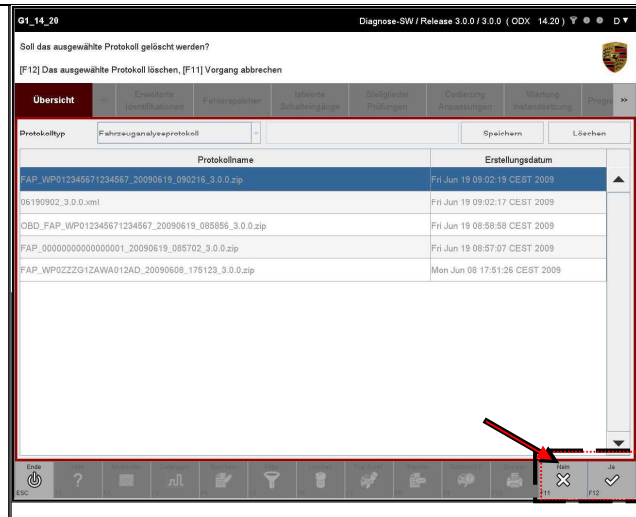 G1_14_20 Diagnose-SW / Release 3.0.0 / 3.0.0 ( ODX 14.20 ) D
Soll das ausgewählte Protokoll gelöscht werden?
[F12] Das ausgewählte Protokoll löschen, [F11] Vorgang abbrechen
Übersicht Erweiterte Identifikationen Fehlerspeicher Istwerte Schalteingänge Stellglieder Prüfungen Codierung Anpassungen Wartung Instandsetzung Progr >>
Protokolltyp Fahrzeuganalyseprotokoll Speichern Löschen
Protokollname Erstellungsdatum
FAP_WP012345671234567_20090619_090216_3.0.0.zip Fri Jun 19 09:02:19 CEST 2009
06190902_3.0.0.xml Fri Jun 19 09:02:17 CEST 2009
OBD_FAP_WP012345671234567_20090619_085856_3.0.0.zip Fri Jun 19 08:58:58 CEST 2009
FAP_00000000000000001_20090619_085702_3.0.0.zip Fri Jun 19 08:57:07 CEST 2009
FAP_WP0ZZZG1ZAWA012AD_20090608_175123_3.0.0.zip Mon Jun 08 17:51:26 CEST 2009
Ende Nein Ja
ESC F11 F12